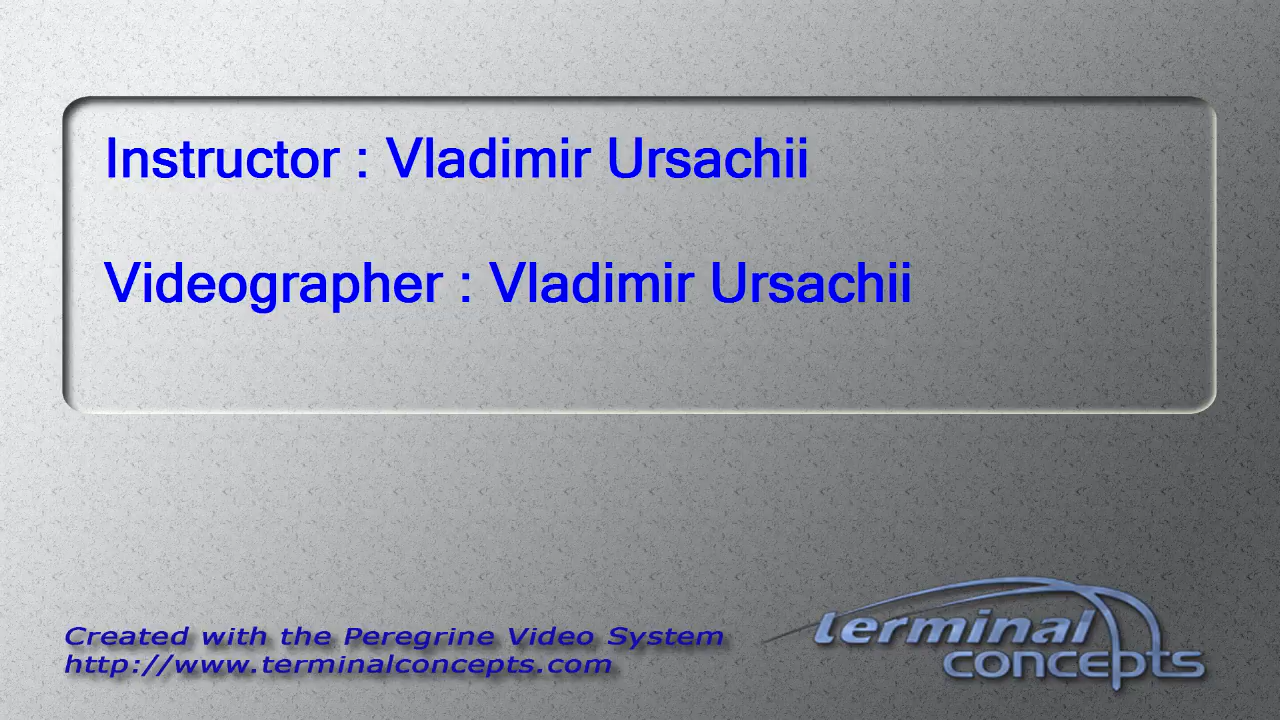 Instructor : Vladimir Ursachii
Videographer : Vladimir Ursachii
Created with the Peregrine Video System
http://www.terminalconcepts.com
terminal
concepts